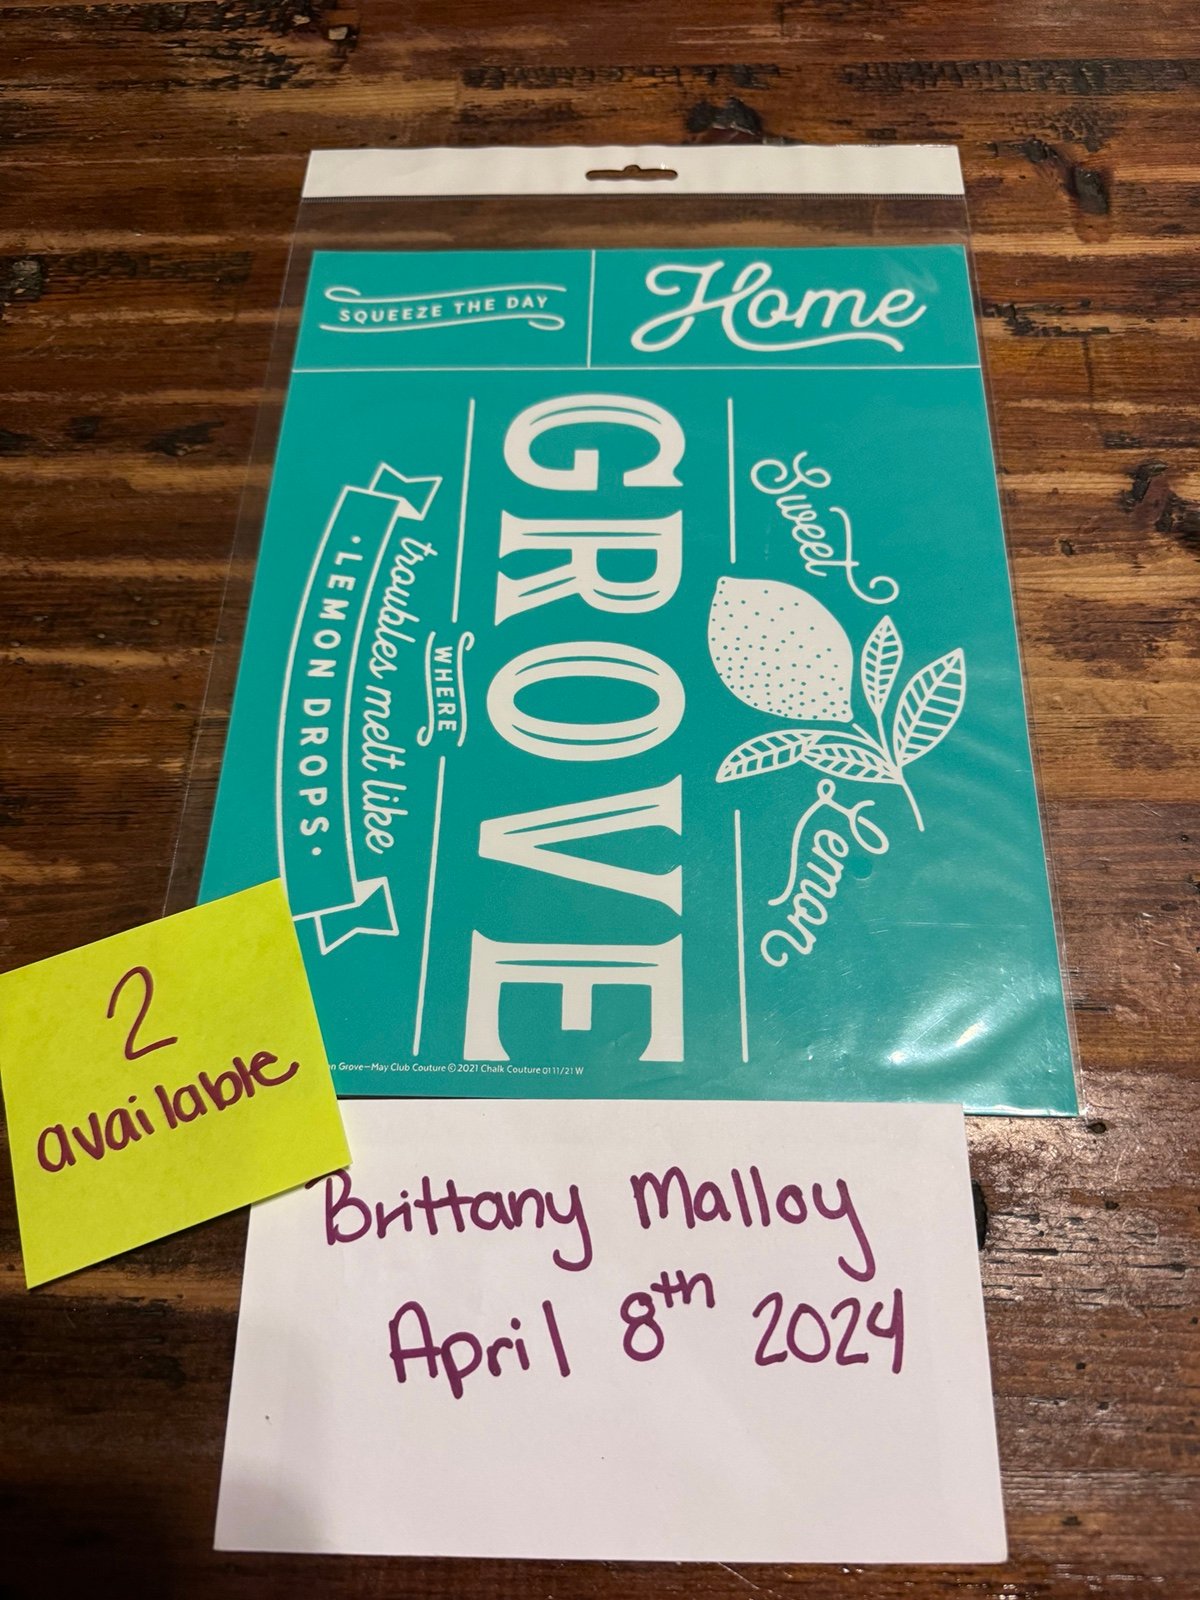 SQUEEZE THE DAY
Home
Sweet
Lemon
GROVE
WHERE
troubles melt like
· LEMON DROPS ·
Grove—May Club Couture © 2021 Chalk Couture 01 11/21 W
2
available
Brittany Malloy
April 8th 2024